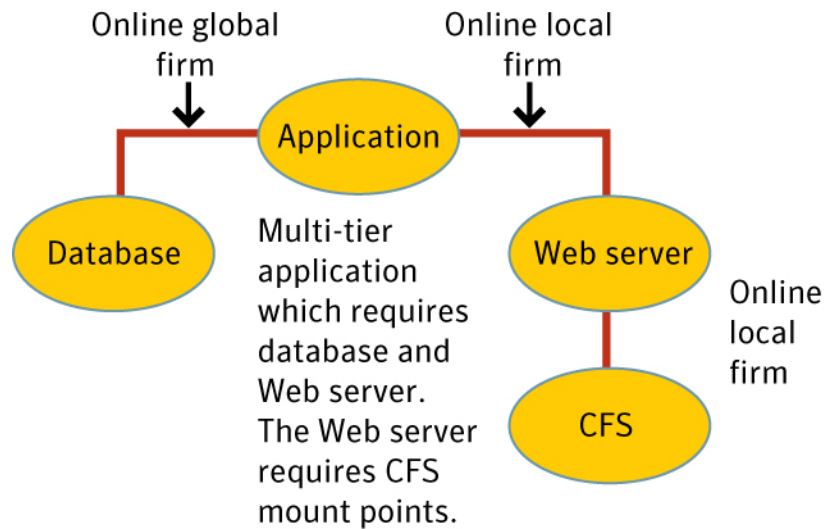 Online global
firm
Online local
firm
Application
Database
Multi-tier
application
which requires
database and
Web server.
The Web server
requires CFS
mount points.
Web server
Online
local
firm
CFS